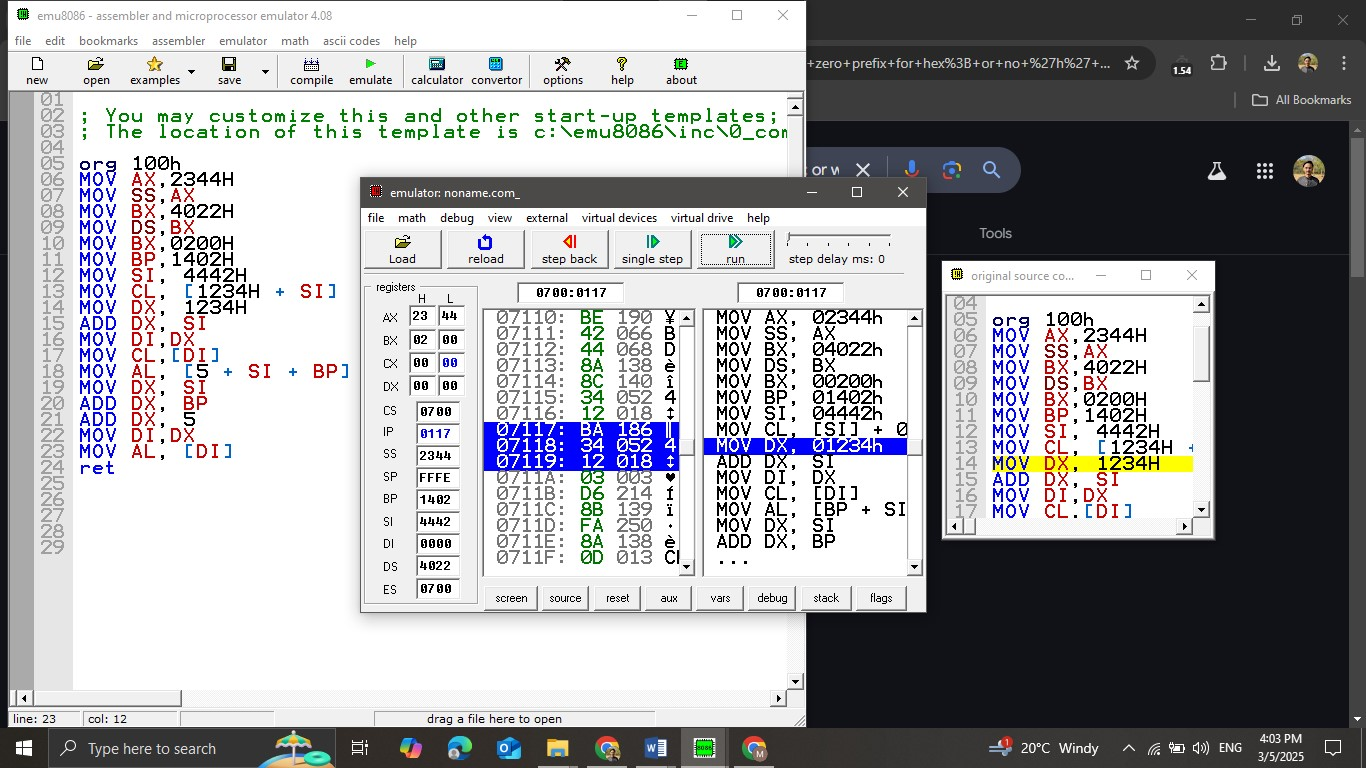 emu8086 - assembler and microprocessor emulator 4.08
file edit bookmarks assembler emulator math ascii codes help
new open examples save compile emulate calculator convertor options help about
01
02 ; You may customize this and other start-up templates;
03 ; The location of this template is c:\emu8086\inc\0_com
04
05 org 100h
06 MOV AX,2344H
07 MOV SS,AX
08 MOV BX,4022H
09 MOV DS,BX
10 MOV BX,0200H
11 MOV BP,1402H
12 MOV SI, 4442H
13 MOV CL, [1234H + SI]
14 MOV DX, 1234H
15 ADD DX, SI
16 MOV DI,DX
17 MOV CL,[DI]
18 MOV AL, [5 + SI + BP]
19 MOV DX, SI
20 ADD DX, BP
21 ADD DX, 5
22 MOV DI,DX
23 MOV AL, [DI]
24 ret
25
26
27
28
29
line: 23 col: 12 drag a file here to open
emulator: noname.com_
file math debug view external virtual devices virtual drive help
Load reload step back single step run step delay ms: 0
registers
H L
AX 23 44
BX 02 00
CX 00 00
DX 00 00
CS 0700
IP 0117
SS 2344
SP FFFE
BP 1402
SI 4442
DI 0000
DS 4022
ES 0700
0700:0117
07110: BE 190 ¥
07111: 42 066 B
07112: 44 068 D
07113: 8A 138 è
07114: 8C 140 î
07115: 34 052 4
07116: 12 018 ↕
07117: BA 186 ║
07118: 34 052 4
07119: 12 018 ↕
0711A: 03 003 ♥
0711B: D6 214
0711C: 8B 139 ï
0711D: FA 250 ·
0711E: 8A 138 è
0711F: 0D 013
0700:0117
MOV AX, 02344h
MOV SS, AX
MOV BX, 04022h
MOV DS, BX
MOV BX, 00200h
MOV BP, 01402h
MOV SI, 04442h
MOV CL, [SI] + 0
MOV DX, 01234h
ADD DX, SI
MOV DI, DX
MOV CL, [DI]
MOV AL, [BP + SI
MOV DX, SI
ADD DX, BP
...
screen source reset aux vars debug stack flags
original source co...
04
05 org 100h
06 MOV AX,2344H
07 MOV SS,AX
08 MOV BX,4022H
09 MOV DS,BX
10 MOV BX,0200H
11 MOV BP,1402H
12 MOV SI, 4442H
13 MOV CL, [1234H +
14 MOV DX, 1234H
15 ADD DX, SI
16 MOV DI,DX
17 MOV CL,[DI]
+zero+prefix+for+hex%3B+or+no+%27h%27+...
1.54
All Bookmarks
or w
Tools
Type here to search
20°C Windy
ENG
4:03 PM
3/5/2025